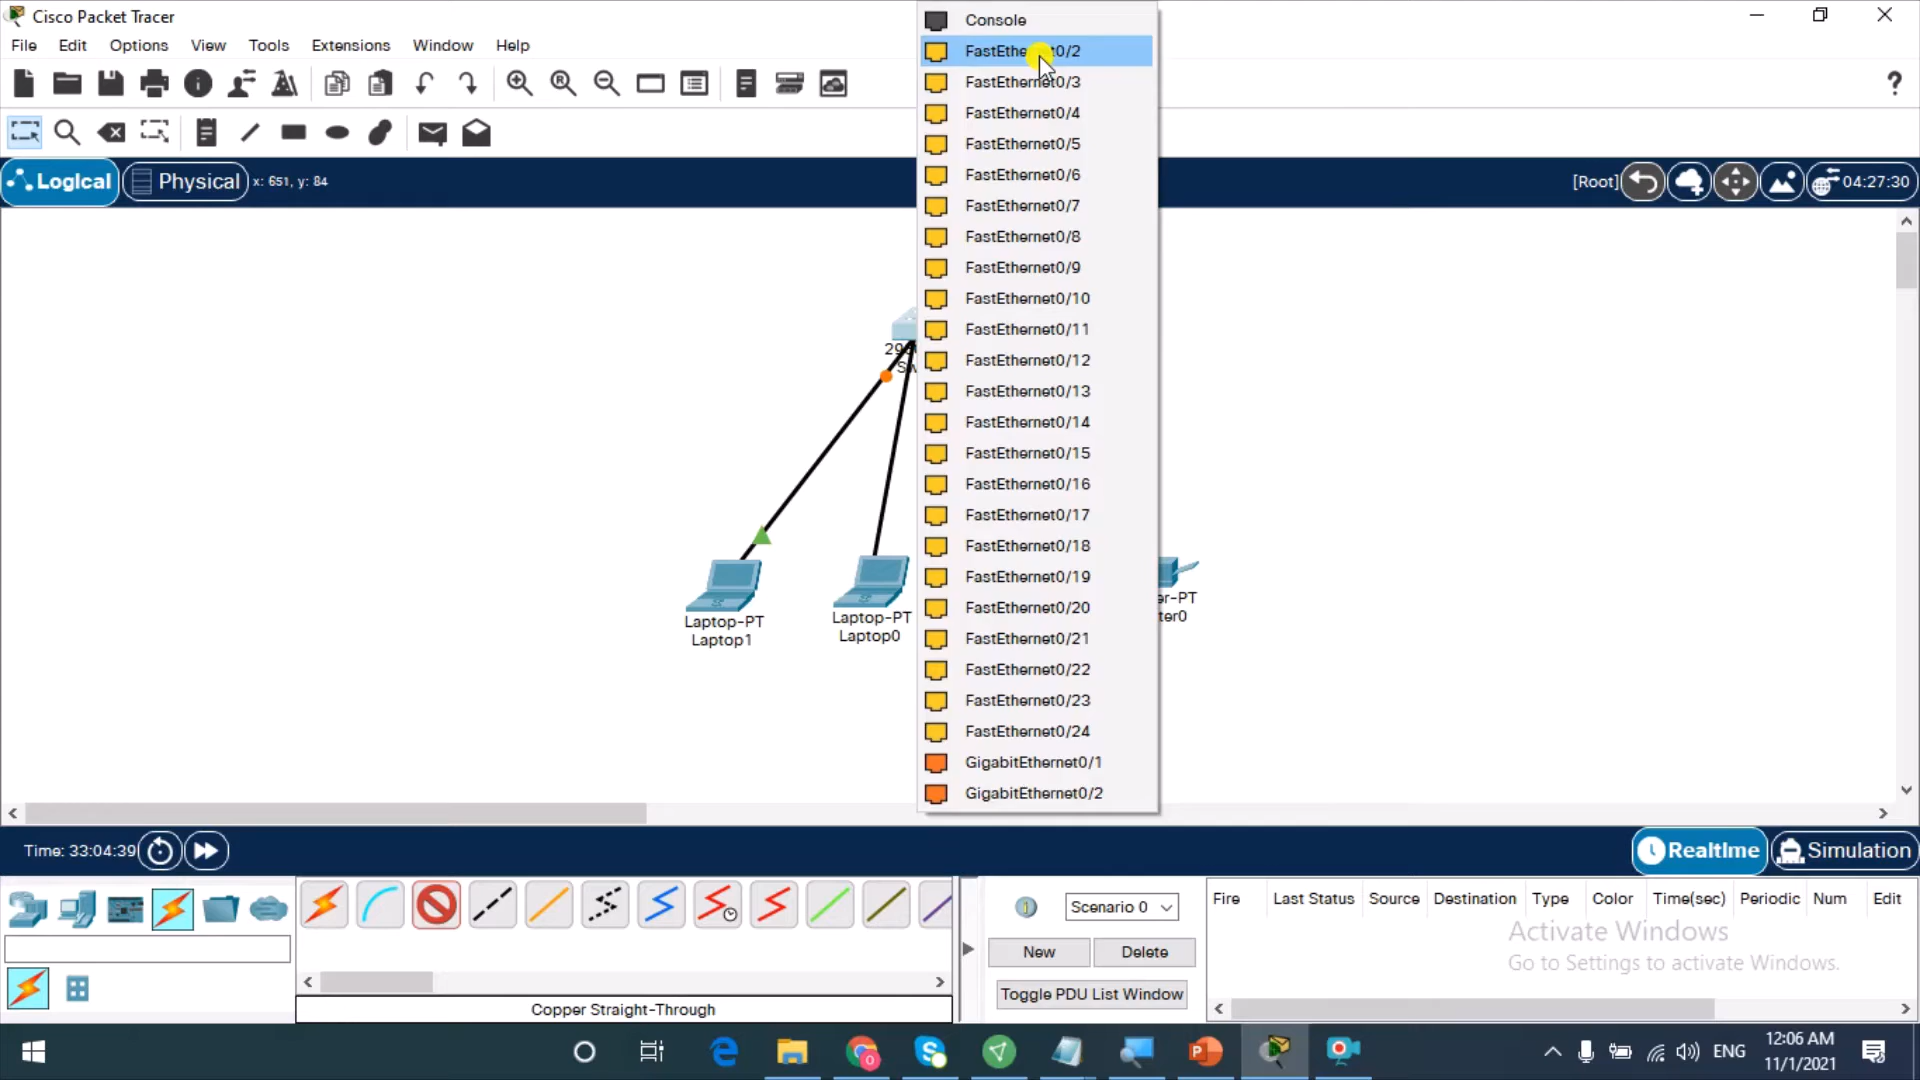 Cisco Packet Tracer
File Edit Options View Tools Extensions Window Help
Logical
Physical
x: 651, y: 84
[Root]
04:27:30
Console
FastEthernet0/2
FastEthernet0/3
FastEthernet0/4
FastEthernet0/5
FastEthernet0/6
FastEthernet0/7
FastEthernet0/8
FastEthernet0/9
FastEthernet0/10
FastEthernet0/11
FastEthernet0/12
FastEthernet0/13
FastEthernet0/14
FastEthernet0/15
FastEthernet0/16
FastEthernet0/17
FastEthernet0/18
FastEthernet0/19
FastEthernet0/20
FastEthernet0/21
FastEthernet0/22
FastEthernet0/23
FastEthernet0/24
GigabitEthernet0/1
GigabitEthernet0/2
Laptop-PT
Laptop1
Laptop-PT
Laptop0
er-PT
ter0
Time: 33:04:39
Realtime
Simulation
Scenario 0
New
Delete
Toggle PDU List Window
Fire Last Status Source Destination Type Color Time(sec) Periodic Num Edit
Activate Windows
Go to Settings to activate Windows.
Copper Straight-Through
ENG
12:06 AM
11/1/2021